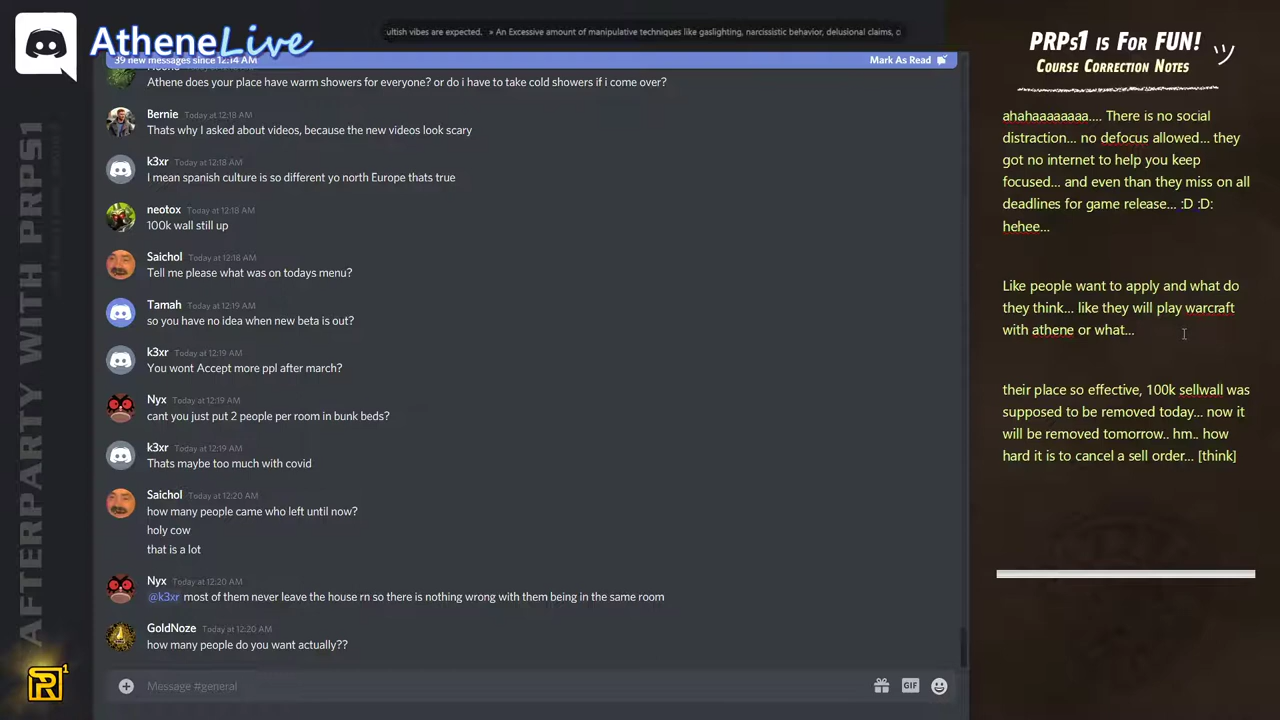 AtheneLive
ultish vibes are expected. » An Excessive amount of manipulative techniques like gaslighting, narcissistic behavior, delusional claims, o
39 new messages since 12:14 AM
Mark As Read
Athene does your place have warm showers for everyone? or do i have to take cold showers if i come over?
Bernie Today at 12:18 AM
Thats why I asked about videos, because the new videos look scary
k3xr Today at 12:18 AM
I mean spanish culture is so different yo north Europe thats true
neotox Today at 12:18 AM
100k wall still up
Saichol Today at 12:18 AM
Tell me please what was on todays menu?
Tamah Today at 12:19 AM
so you have no idea when new beta is out?
k3xr Today at 12:19 AM
You wont Accept more ppl after march?
Nyx Today at 12:19 AM
cant you just put 2 people per room in bunk beds?
k3xr Today at 12:19 AM
Thats maybe too much with covid
Saichol Today at 12:20 AM
how many people came who left until now?
holy cow
that is a lot
Nyx Today at 12:20 AM
@k3xr most of them never leave the house rn so there is nothing wrong with them being in the same room
GoldNoze Today at 12:20 AM
how many people do you want actually??
Message #general
GIF
AFTERPARTY WITH PRPS1
R1
PRPs1 is For FUN! ツ
Course Correction Notes
ahahaaaaaaaa.... There is no social
distraction... no defocus allowed... they
got no internet to help you keep
focused... and even than they miss on all
deadlines for game release... :D :D:
hehee...
Like people want to apply and what do
they think... like they will play warcraft
with athene or what...
their place so effective, 100k sellwall was
supposed to be removed today... now it
will be removed tomorrow.. hm.. how
hard it is to cancel a sell order... [think]